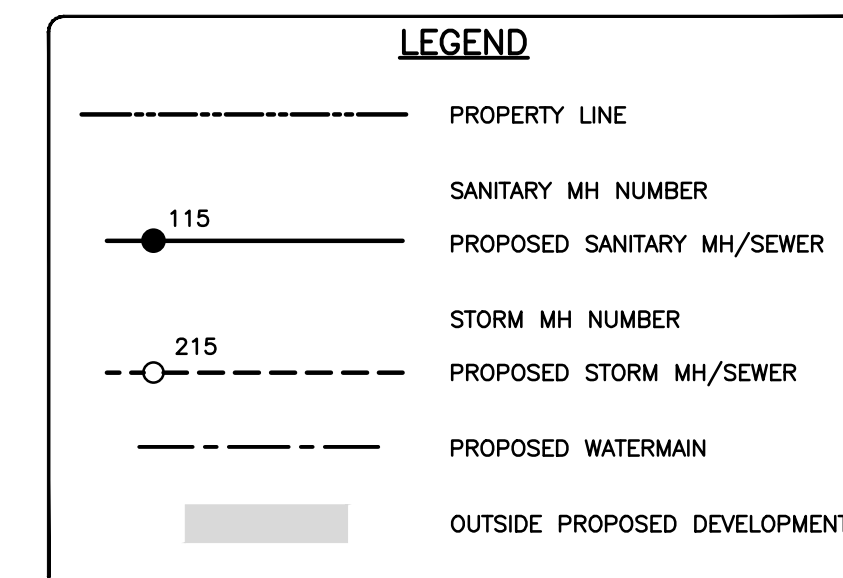 LEGEND
PROPERTY LINE
SANITARY MH NUMBER
115
PROPOSED SANITARY MH/SEWER
STORM MH NUMBER
215
PROPOSED STORM MH/SEWER
PROPOSED WATERMAIN
OUTSIDE PROPOSED DEVELOPMENT